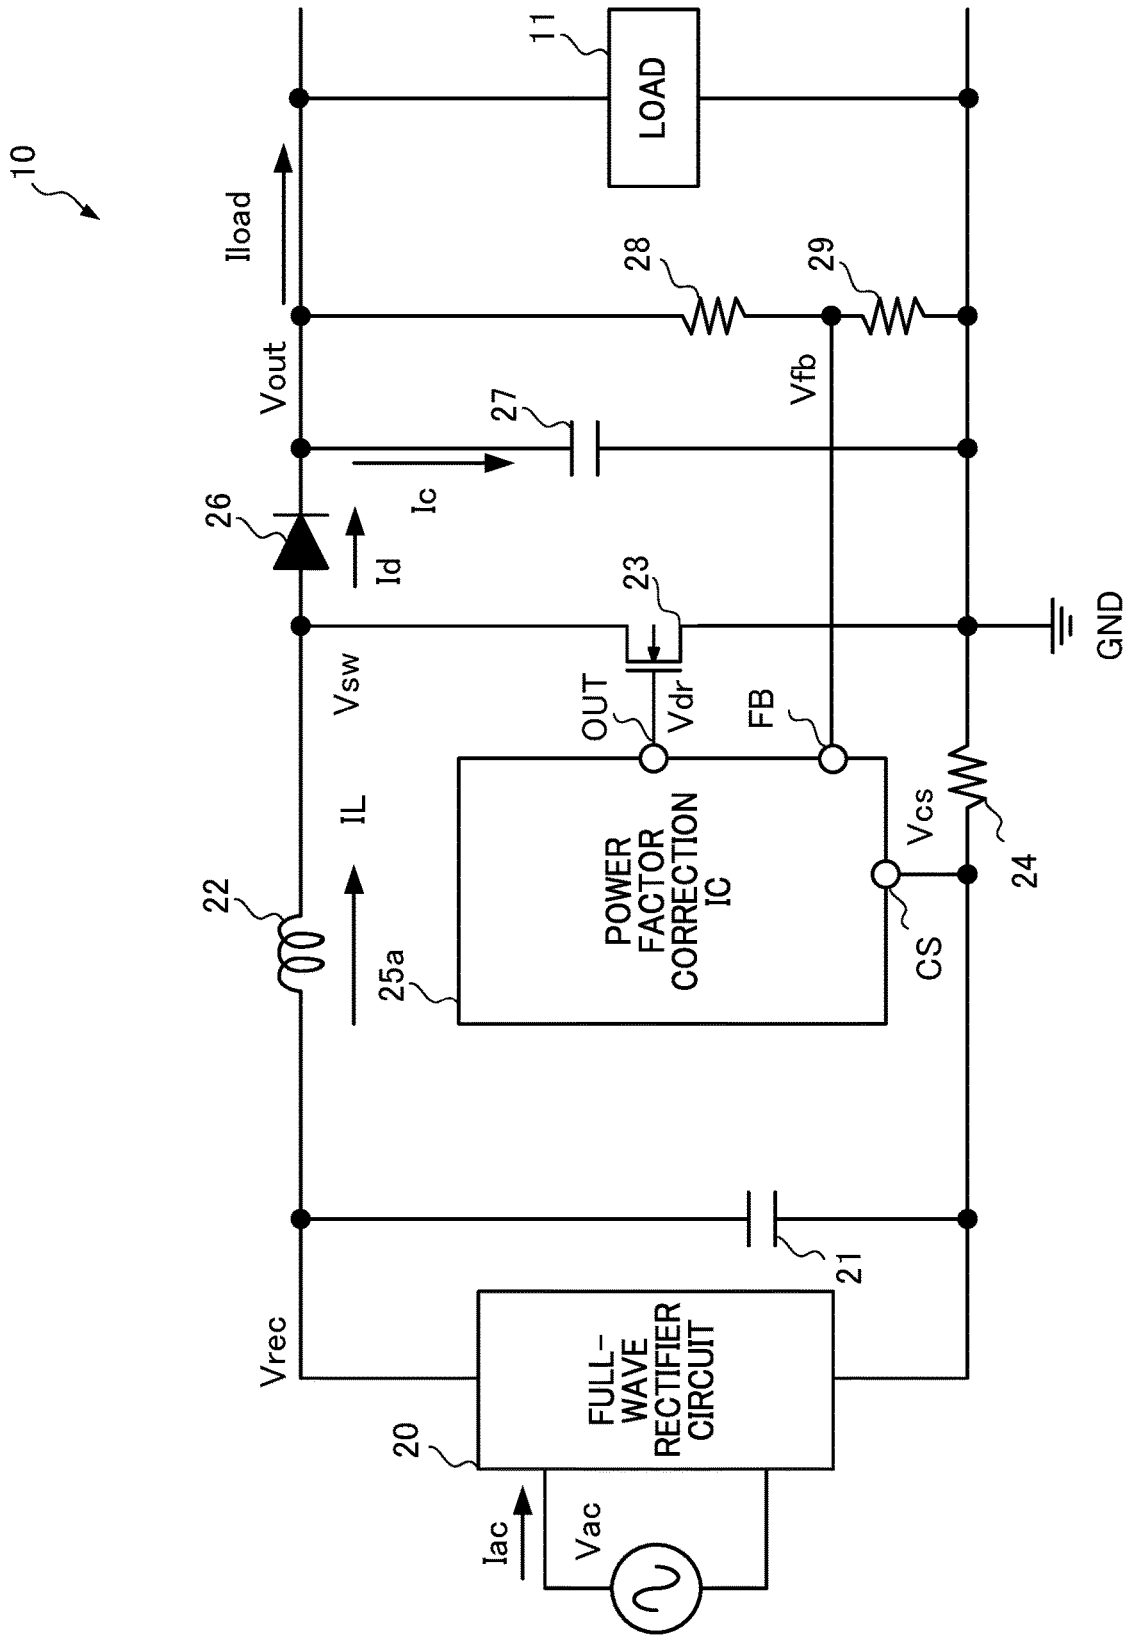 10
Iac
Vac
20
FULL-
WAVE
RECTIFIER
CIRCUIT
Vrec
21
22
IL
25a
POWER
FACTOR
CORRECTION
IC
OUT
Vdr
FB
CS
Vcs
24
Vsw
23
GND
26
Id
Ic
27
Vout
Vfb
28
29
Iload
11
LOAD